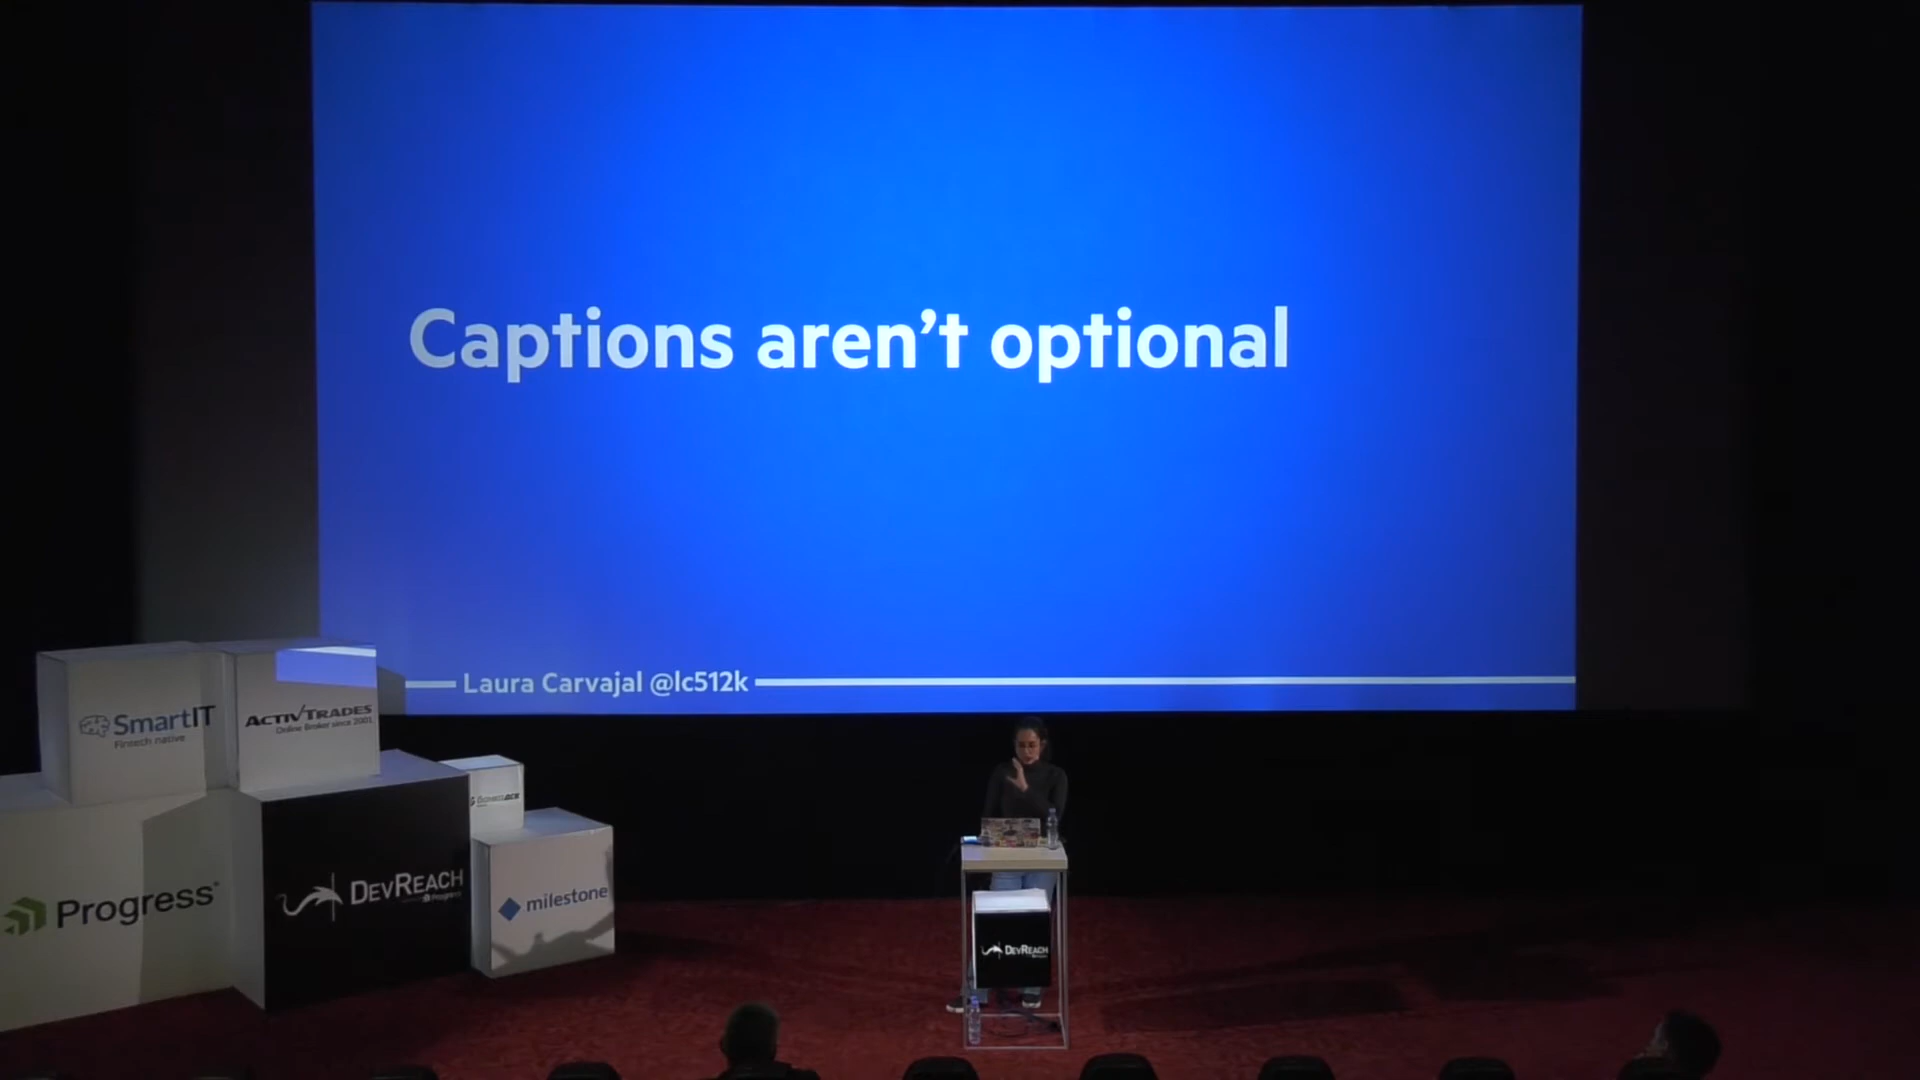 Captions aren’t optional
Laura Carvajal @lc512k
SmartIT
Fintech native
ACTIVTRADES
Online Broker since 2001
Progress
DEVREACH
milestone
DEVREACH